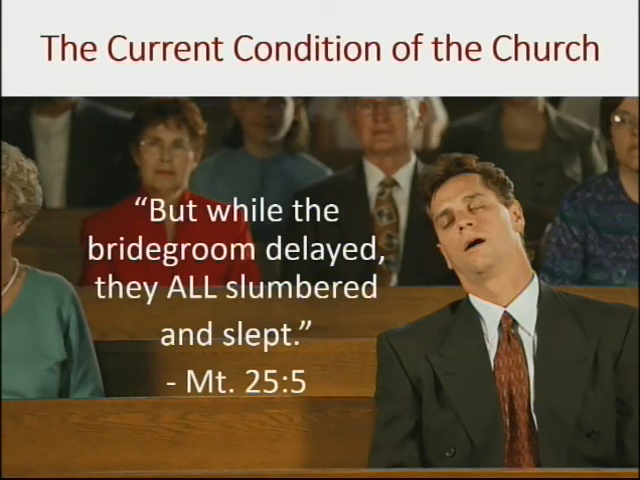 The Current Condition of the Church
“But while the
bridegroom delayed,
they ALL slumbered
and slept.”
- Mt. 25:5